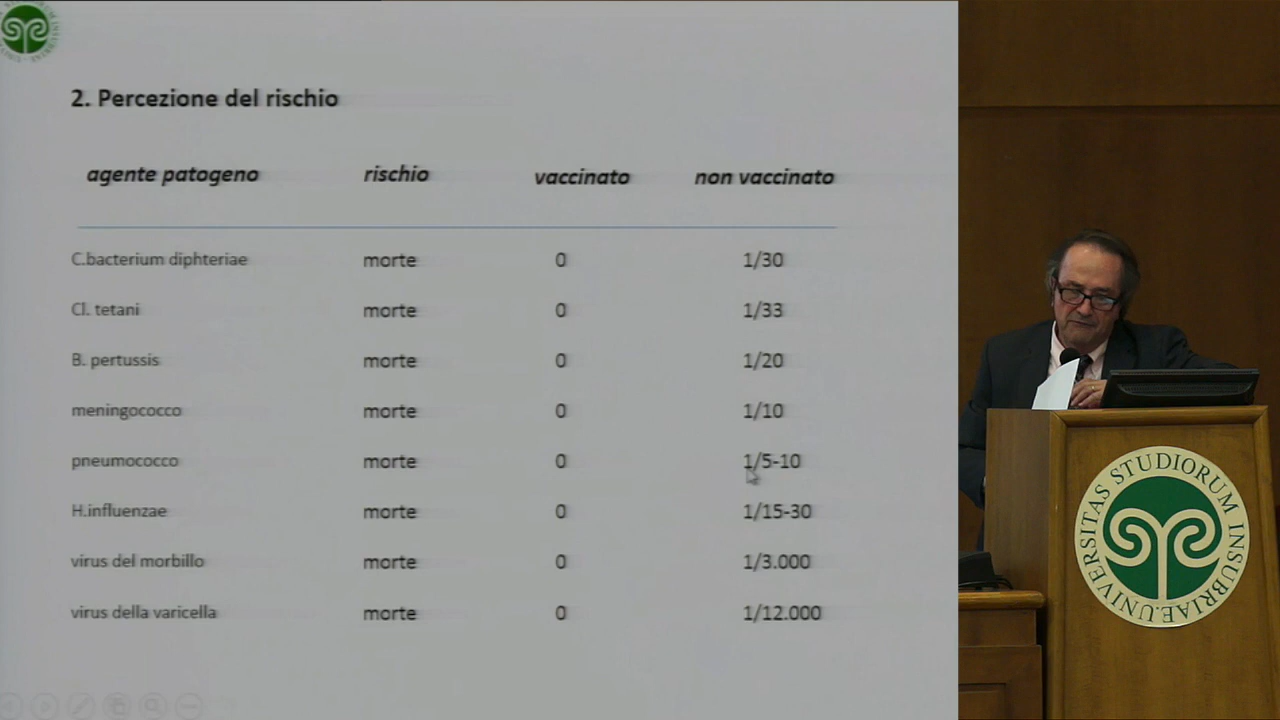 2. Percezione del rischio
agente patogeno rischio vaccinato non vaccinato
C.bacterium diphteriae morte 0 1/30
Cl. tetani morte 0 1/33
B. pertussis morte 0 1/20
meningococco morte 0 1/10
pneumococco morte 0 1/5-10
H.influenzae morte 0 1/15-30
virus del morbillo morte 0 1/3.000
virus della varicella morte 0 1/12.000
UNIVERSITAS STUDIORUM INSUBRIAE